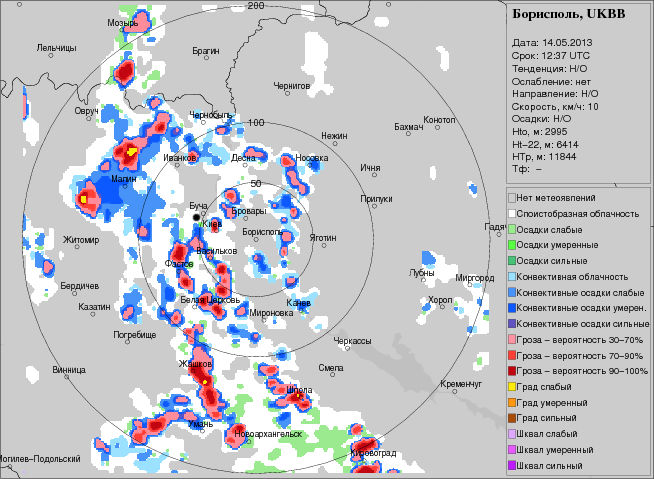 Борисполь, UKBB
Дата: 14.05.2013
Срок: 12:37 UTC
Тенденция: Н/О
Ослабление: нет
Направление: Н/О
Скорость, км/ч: 10
Осадки: Н/О
Hto, м: 2995
Ht-22, м: 6414
HTp, м: 11844
Тф: -
Нет метеоявлений
Слоистобразная облачность
Осадки слабые
Осадки умеренные
Осадки сильные
Конвективная облачность
Конвективные осадки слабые
Конвективные осадки умерен.
Конвективные осадки сильные
Гроза - вероятность 30-70%
Гроза - вероятность 70-90%
Гроза - вероятность 90-100%
Град слабый
Град умеренный
Град сильный
Шквал слабый
Шквал умеренный
Шквал сильный
200
Мозырь
Лельчицы
Брагин
Чернигов
Овруч
Чернобыль
100
Конотоп
Бахмач
Нежин
Иванков
Десна
Носовка
Ичня
Малин
50
Прилуки
Буча
Бровары
Киев
Гадяч
Борисполь
Яготин
Житомир
Васильков
Фастов
Лубны
Миргород
Бердичев
Белая Церковь
Канев
Хорол
Казатин
Мироновка
Погребище
Черкассы
Жашков
Смела
Винница
Шпола
Кременчуг
Умань
Новоархангельск
Кировоград
Могилев-Подольский